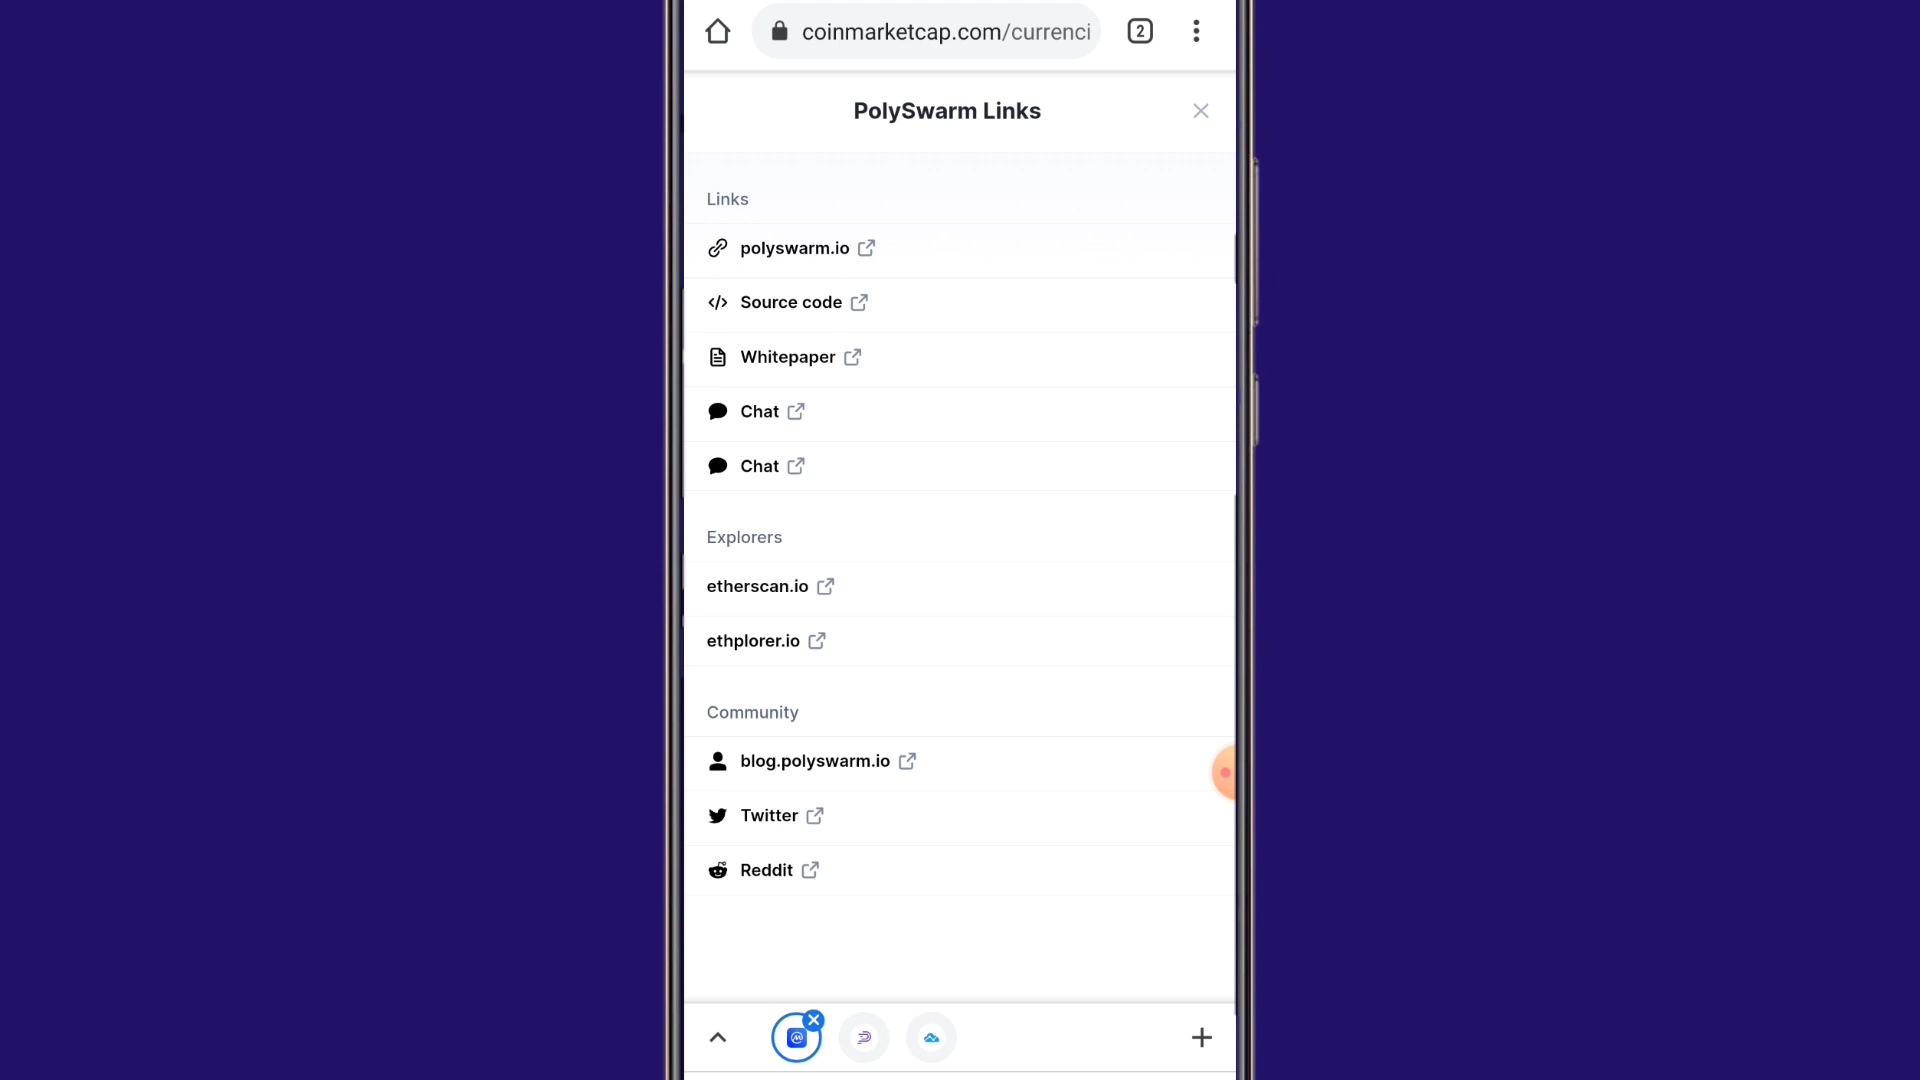 coinmarketcap.com/currenci
2
PolySwarm Links
Links
polyswarm.io
Source code
Whitepaper
Chat
Chat
Explorers
etherscan.io
ethplorer.io
Community
blog.polyswarm.io
Twitter
Reddit